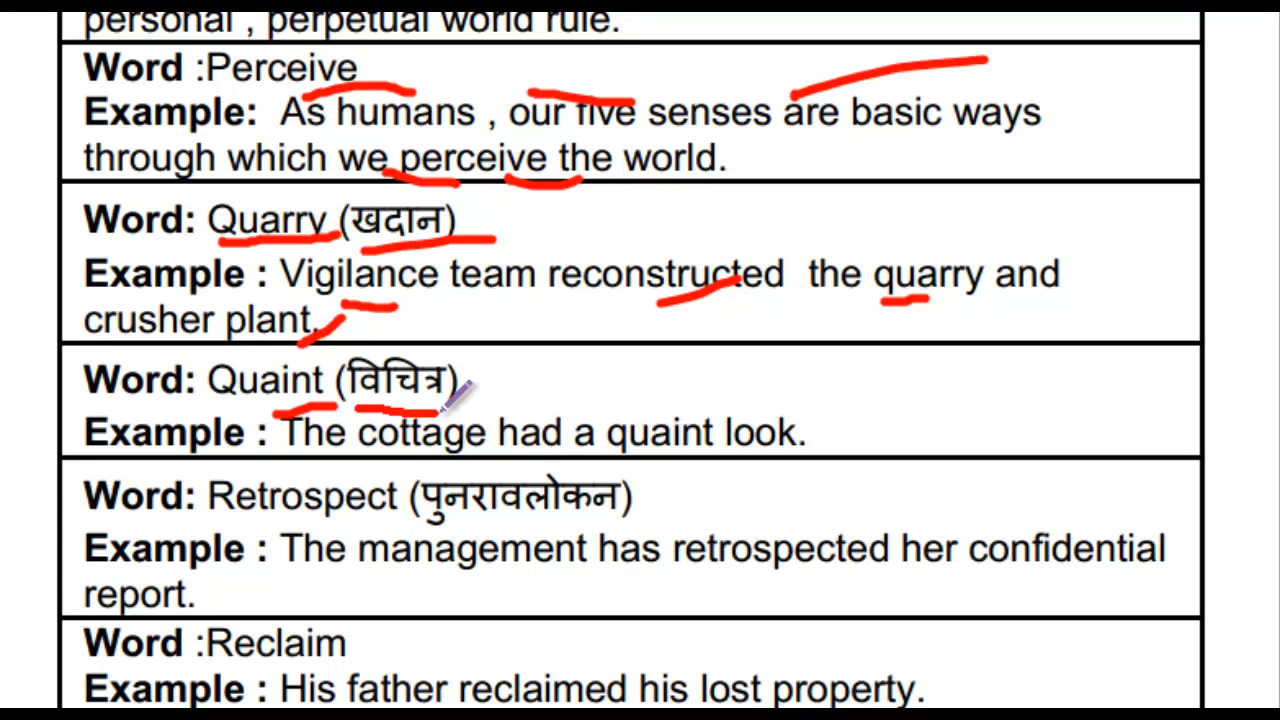 personal , perpetual world rule.
Word :Perceive
Example: As humans , our five senses are basic ways
through which we perceive the world.
Word: Quarry (खदान)
Example : Vigilance team reconstructed the quarry and
crusher plant.
Word: Quaint (विचित्र)
Example : The cottage had a quaint look.
Word: Retrospect (पुनरावलोकन)
Example : The management has retrospected her confidential
report.
Word :Reclaim
Example : His father reclaimed his lost property.